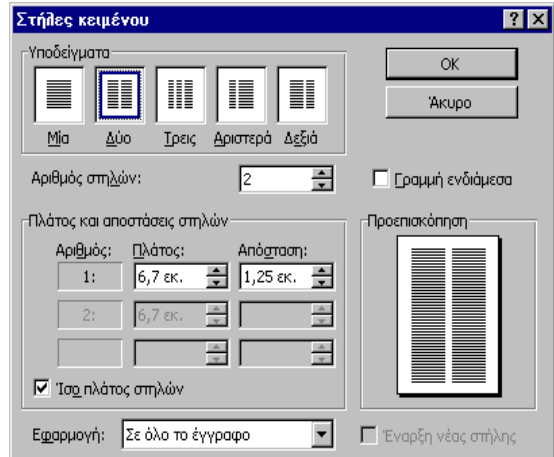 Στήλες κειμένου
Υποδείγματα
Μία Δύο Τρεις Αριστερά Δεξιά
OK
Άκυρο
Αριθμός στηλών: 2
Γραμμή ενδιάμεσα
Πλάτος και αποστάσεις στηλών
Αριθμός: Πλάτος: Απόσταση:
1: 6,7 εκ. 1,25 εκ.
2: 6,7 εκ.
Ίσο πλάτος στηλών
Προεπισκόπηση
Εφαρμογή: Σε όλο το έγγραφο
Έναρξη νέας στήλης